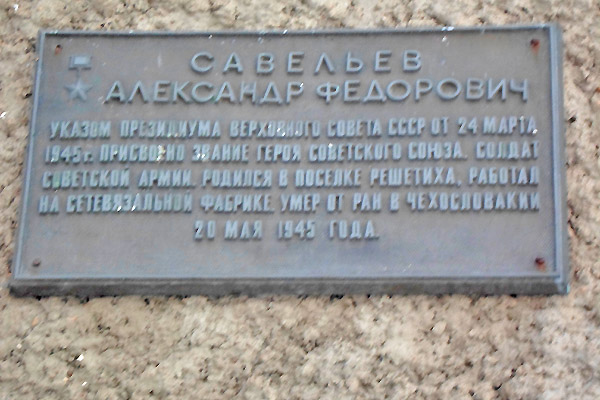 САВЕЛЬЕВ
АЛЕКСАНДР ФЕДОРОВИЧ
УКАЗОМ ПРЕЗИДИУМА ВЕРХОВНОГО СОВЕТА СССР ОТ 24 МАРТА
1945 г. ПРИСВОЕНО ЗВАНИЕ ГЕРОЯ СОВЕТСКОГО СОЮЗА. СОЛДАТ
СОВЕТСКОЙ АРМИИ. РОДИЛСЯ В ПОСЕЛКЕ РЕШЕТИХА, РАБОТАЛ
НА СЕТЕВЯЗАЛЬНОЙ ФАБРИКЕ. УМЕР ОТ РАН В ЧЕХОСЛОВАКИИ
20 МАЯ 1945 ГОДА.